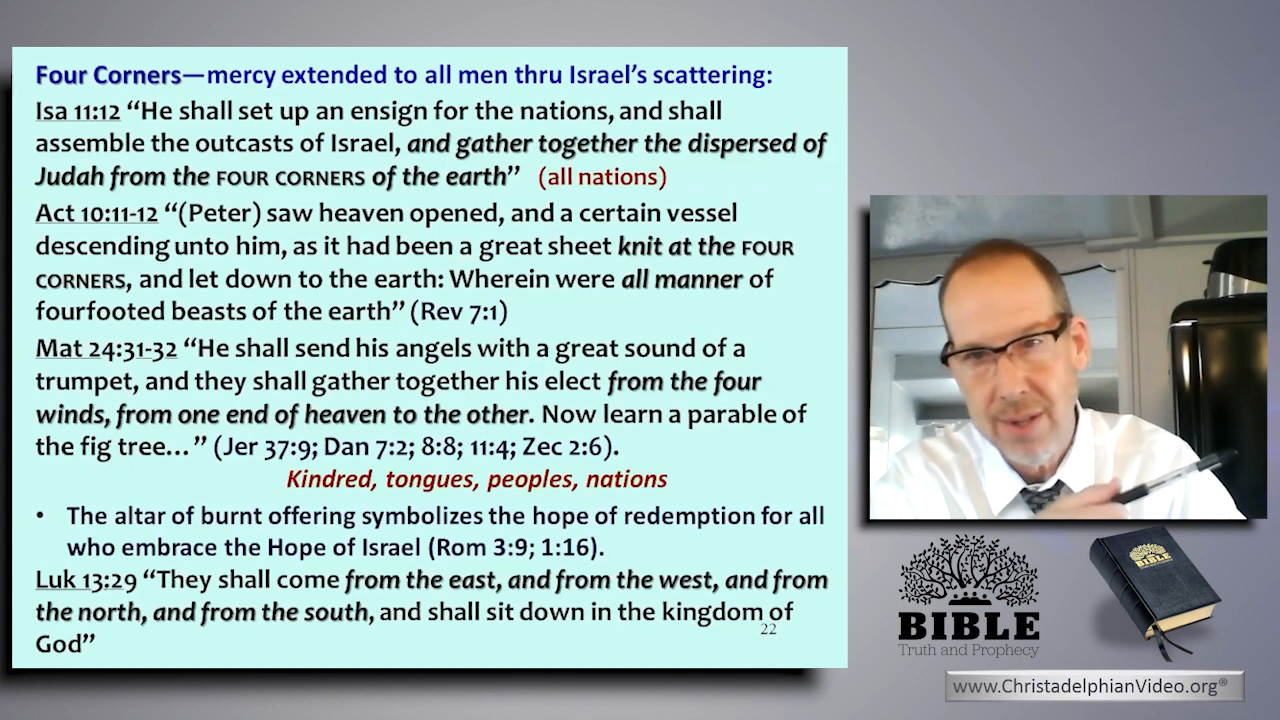 Four Corners—mercy extended to all men thru Israel's scattering:
Isa 11:12 “He shall set up an ensign for the nations, and shall
assemble the outcasts of Israel, and gather together the dispersed of
Judah from the FOUR CORNERS of the earth” (all nations)
Act 10:11-12 “(Peter) saw heaven opened, and a certain vessel
descending unto him, as it had been a great sheet knit at the FOUR
CORNERS, and let down to the earth: Wherein were all manner of
fourfooted beasts of the earth” (Rev 7:1)
Mat 24:31-32 “He shall send his angels with a great sound of a
trumpet, and they shall gather together his elect from the four
winds, from one end of heaven to the other. Now learn a parable of
the fig tree…” (Jer 37:9; Dan 7:2; 8:8; 11:4; Zec 2:6).
Kindred, tongues, peoples, nations
• The altar of burnt offering symbolizes the hope of redemption for all
who embrace the Hope of Israel (Rom 3:9; 1:16).
Luk 13:29 “They shall come from the east, and from the west, and from
the north, and from the south, and shall sit down in the kingdom of
God”
22
BIBLE
Truth and Prophecy
BIBLE
www.ChristadelphianVideo.org®